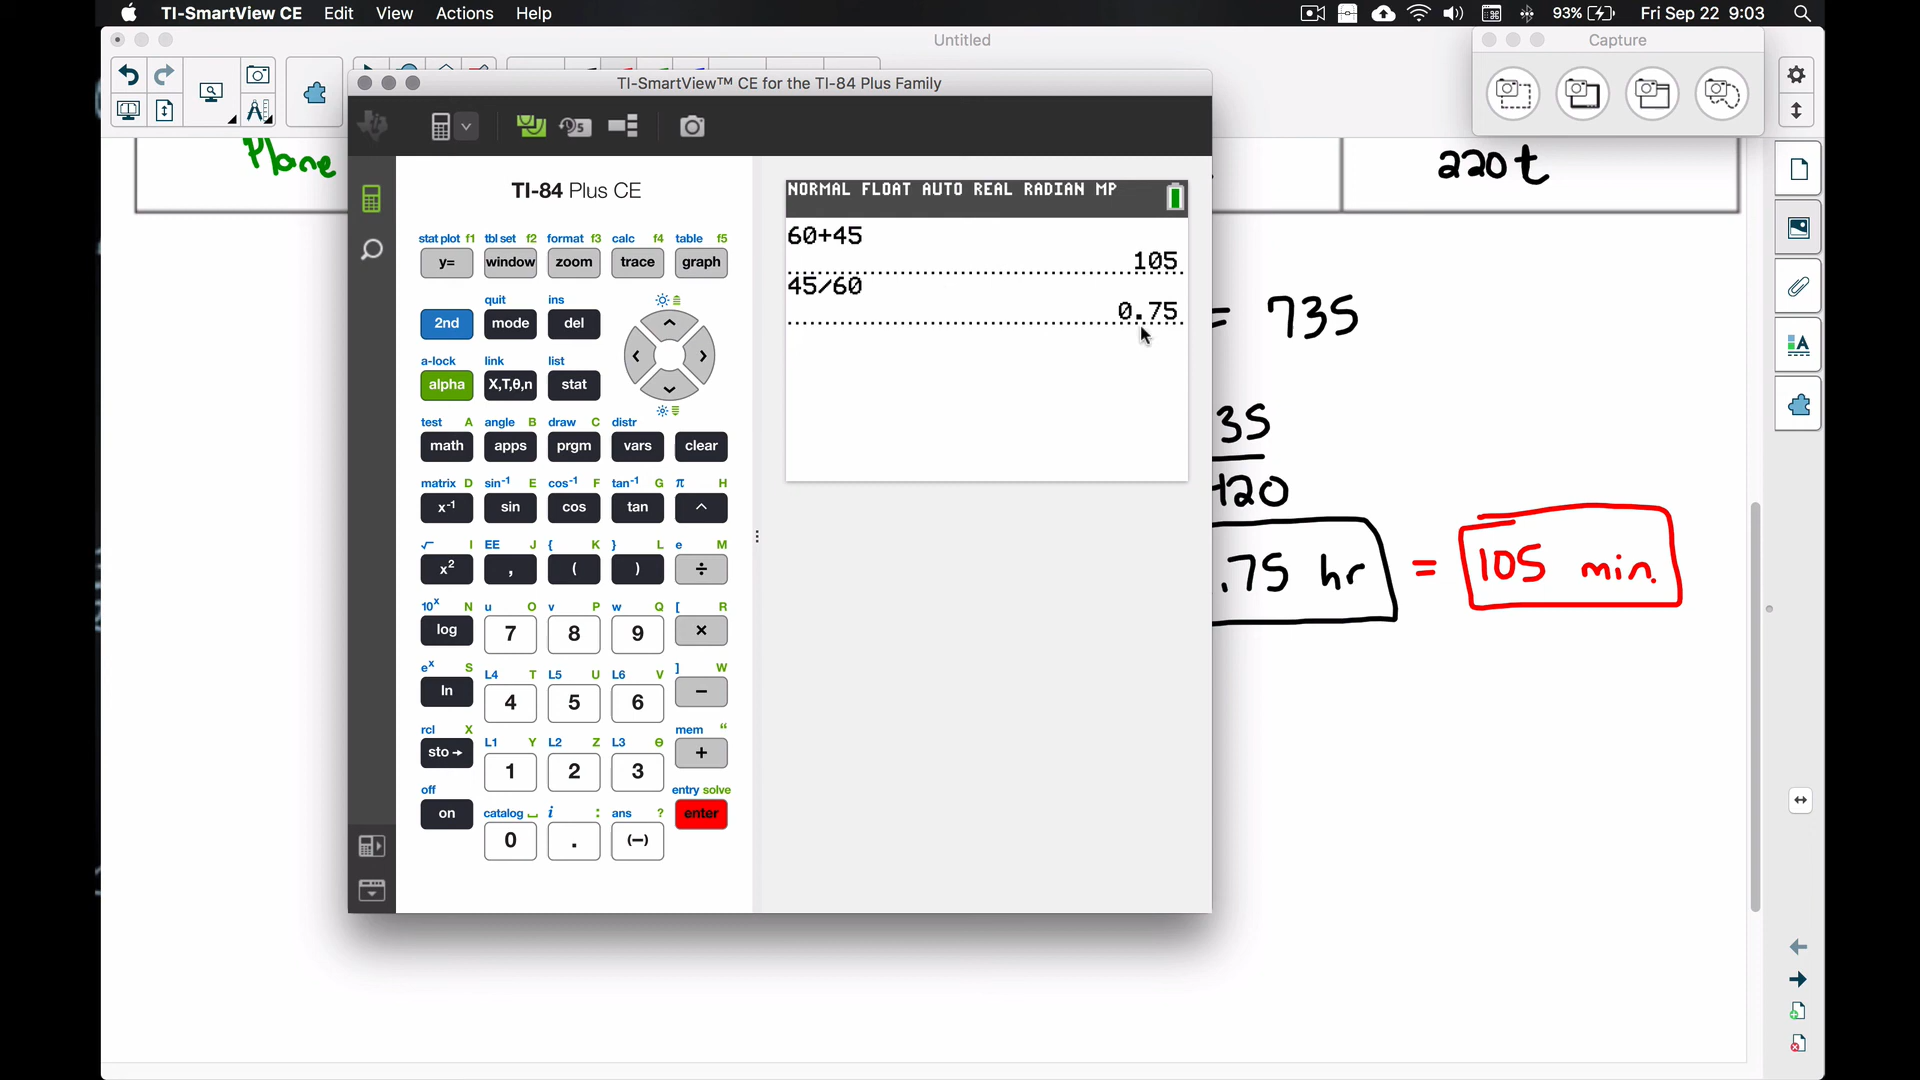 TI-SmartView CE Edit View Actions Help 93% Fri Sep 22 9:03
Untitled
Capture
TI-SmartView™ CE for the TI-84 Plus Family
Plane
220t
TI-84 Plus CE
NORMAL FLOAT AUTO REAL RADIAN MP
60+45
105
45/60
0.75
= 735
35
420
.75 hr = 105 min.
stat plot f1 tbl set f2 format f3 calc f4 table f5
y= window zoom trace graph
quit ins
2nd mode del
a-lock link list
alpha X,T,θ,n stat
test A angle B draw C distr
math apps prgm vars clear
matrix D sin⁻¹ E cos⁻¹ F tan⁻¹ G π H
x⁻¹ sin cos tan ^
√ I EE J { K } L e M
x² , ( ) ÷
10ˣ N u O v P w Q [ R
log 7 8 9 ×
eˣ S L4 T L5 U L6 V ] W
ln 4 5 6 −
rcl X L1 Y L2 Z L3 θ mem “
sto→ 1 2 3 +
off catalog i : ans ? entry solve
on 0 . (−) enter